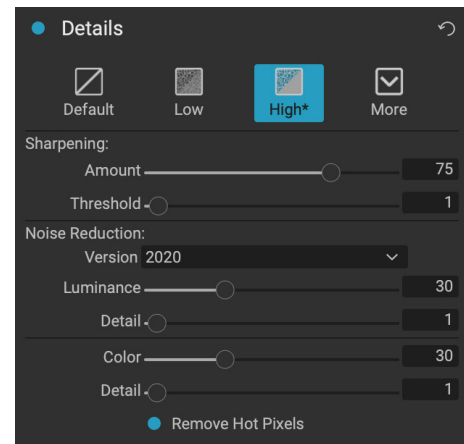 Details
Default Low High* More
Sharpening:
Amount 75
Threshold 1
Noise Reduction:
Version 2020
Luminance 30
Detail 1
Color 30
Detail 1
Remove Hot Pixels